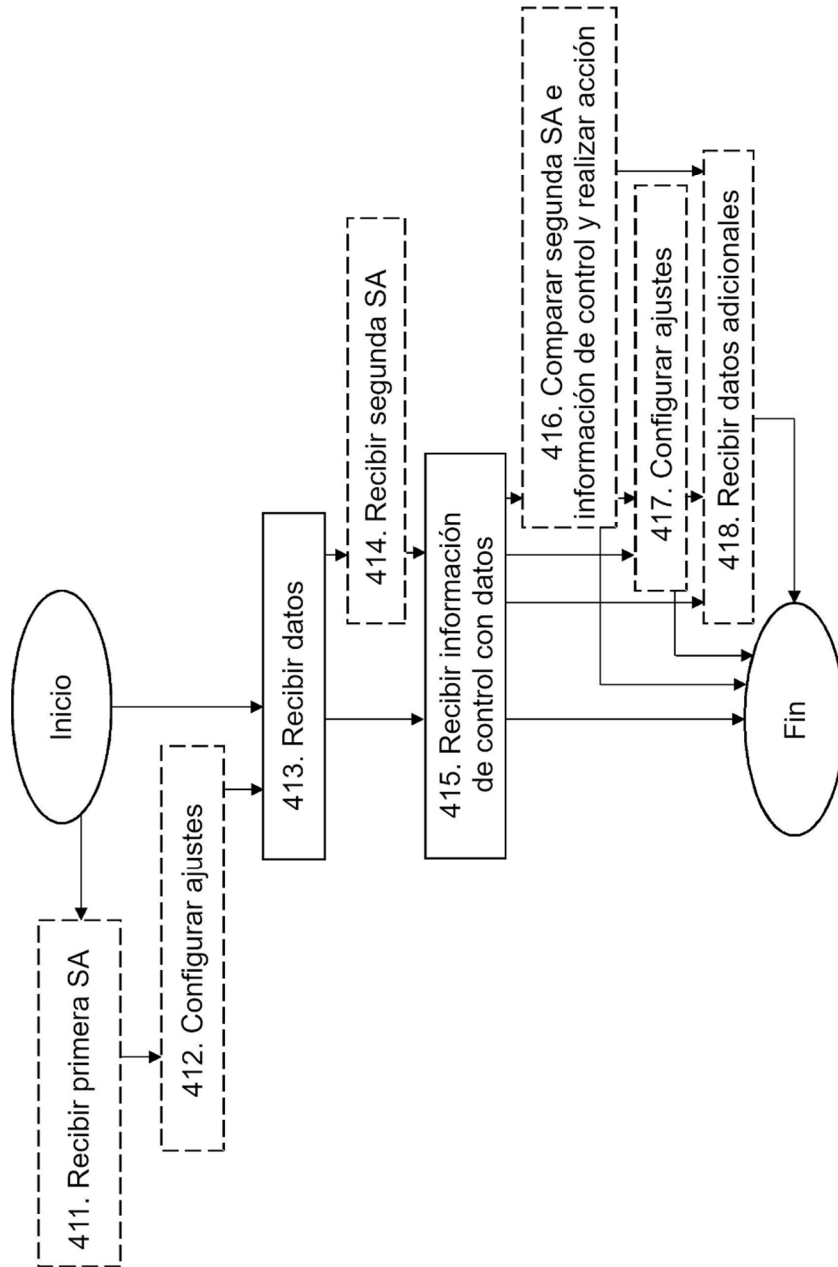 Inicio
411. Recibir primera SA
412. Configurar ajustes
413. Recibir datos
414. Recibir segunda SA
415. Recibir información
de control con datos
416. Comparar segunda SA e
información de control y realizar acción
417. Configurar ajustes
418. Recibir datos adicionales
Fin